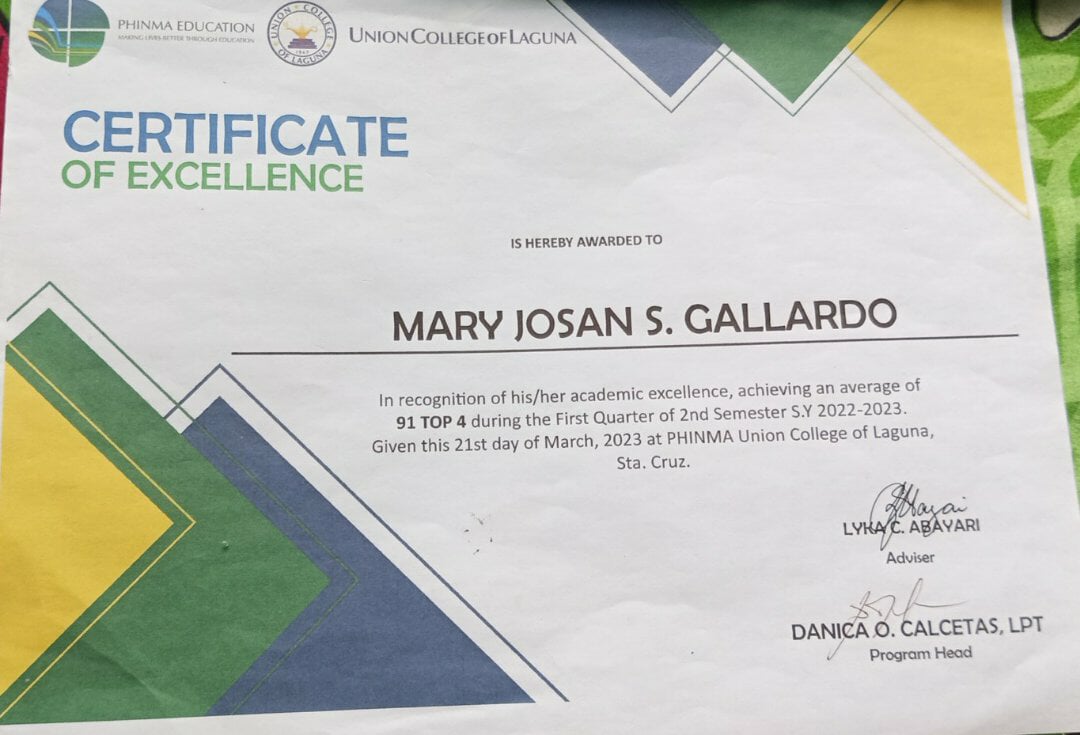 PHINMA EDUCATION
MAKING LIVES BETTER THROUGH EDUCATION
UNION COLLEGE
OF LAGUNA
UNION COLLEGE OF LAGUNA
CERTIFICATE
OF EXCELLENCE
IS HEREBY AWARDED TO
MARY JOSAN S. GALLARDO
In recognition of his/her academic excellence, achieving an average of
91 TOP 4 during the First Quarter of 2nd Semester S.Y 2022-2023.
Given this 21st day of March, 2023 at PHINMA Union College of Laguna,
Sta. Cruz.
LYKA C. ABAYARI
Adviser
DANICA O. CALCETAS, LPT
Program Head